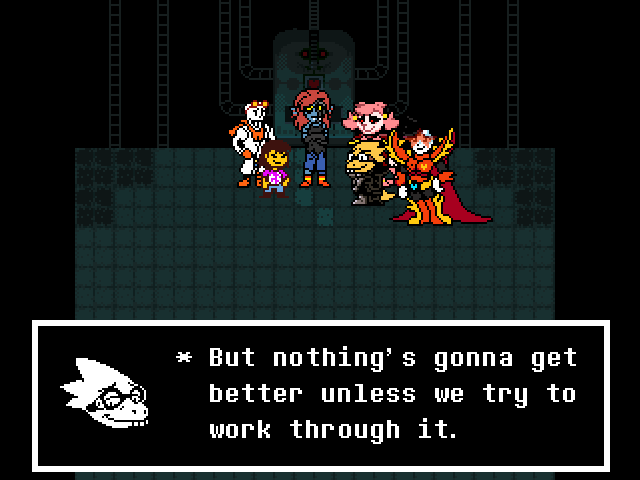 * But nothing's gonna get
better unless we try to
work through it.